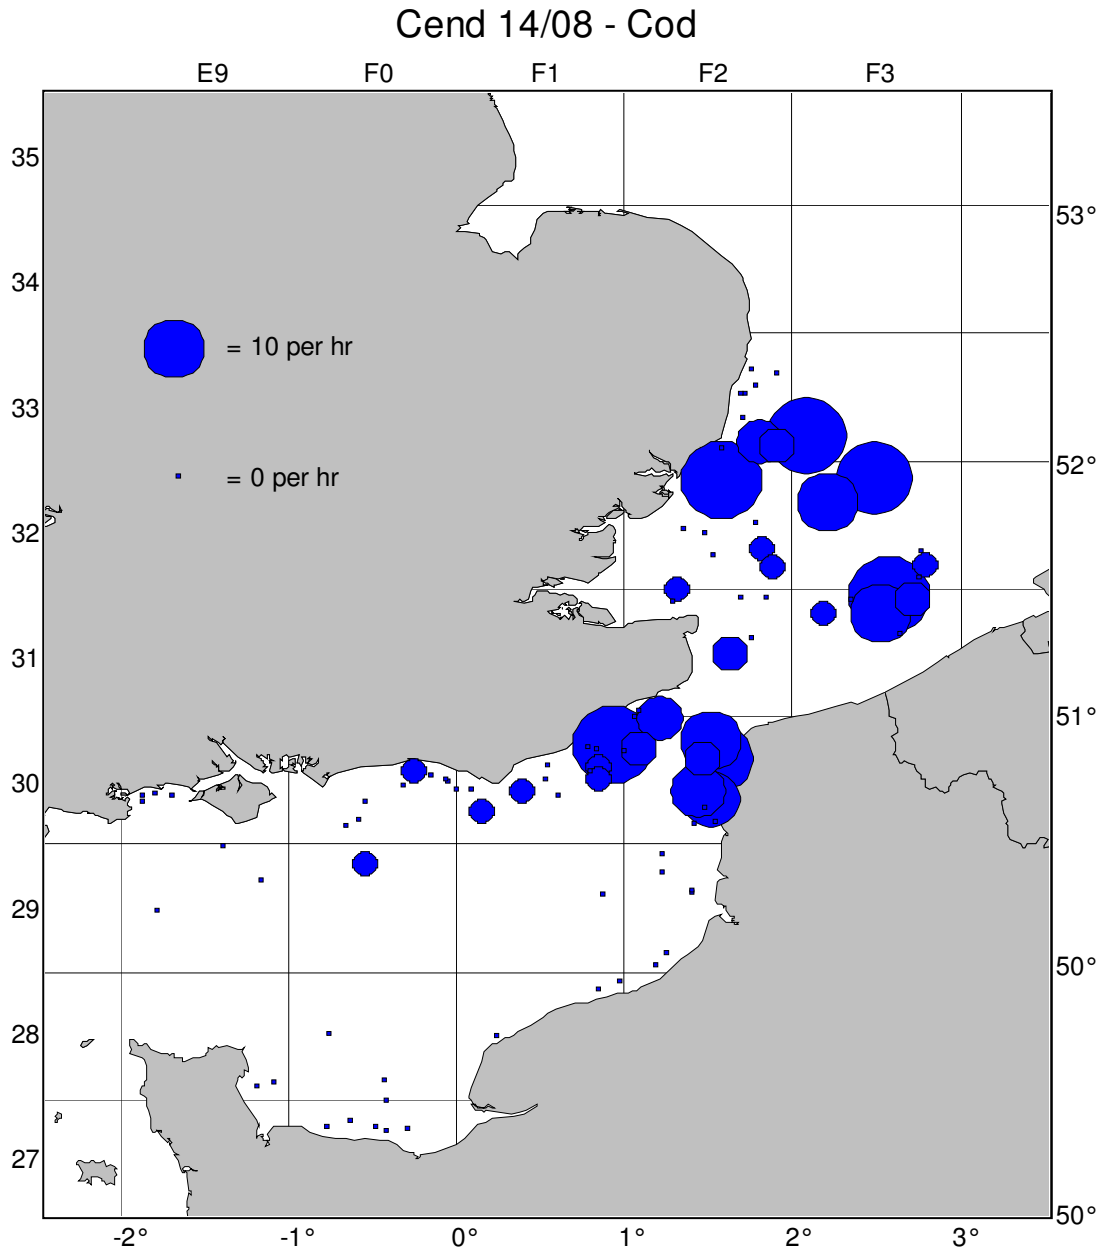 Cend 14/08 - Cod
E9 F0 F1 F2 F3
35
53°
34
= 10 per hr
33
52°
= 0 per hr
32
31
51°
30
29
50°
28
27
50°
-2° -1° 0° 1° 2° 3°